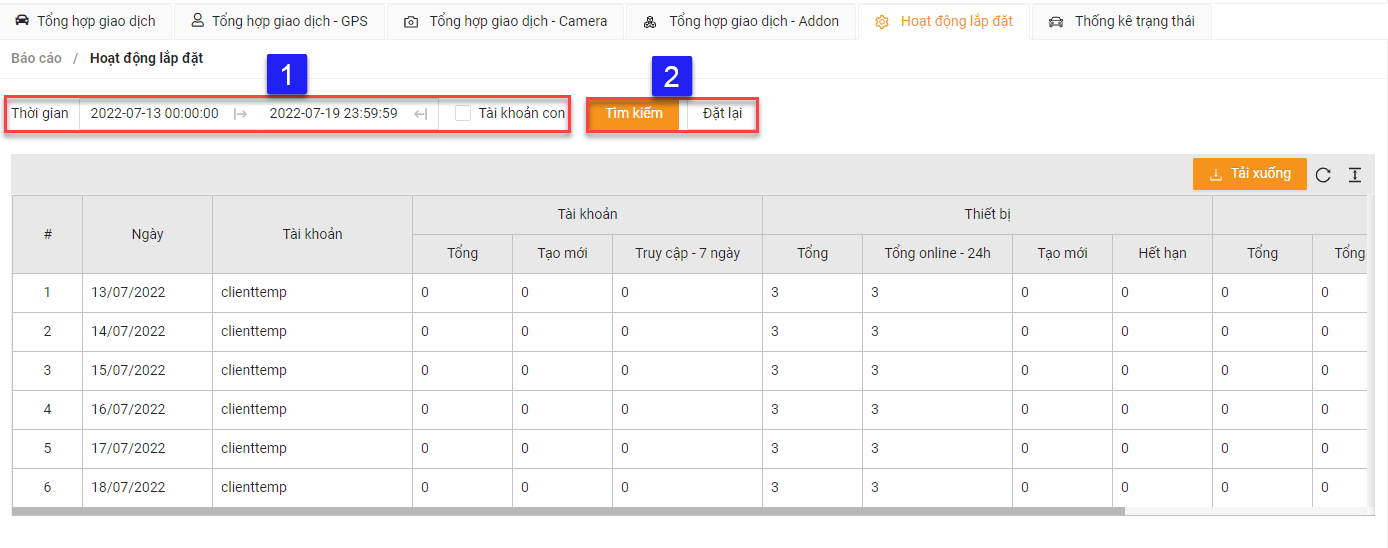 Tổng hợp giao dịch Tổng hợp giao dịch - GPS Tổng hợp giao dịch - Camera Tổng hợp giao dịch - Addon Hoạt động lắp đặt Thống kê trạng thái
Báo cáo / Hoạt động lắp đặt
1 2
Thời gian 2022-07-13 00:00:00 2022-07-19 23:59:59 Tài khoản con Tìm kiếm Đặt lại
Tải xuống
# Ngày Tài khoản Tài khoản Thiết bị
Tổng Tạo mới Truy cập - 7 ngày Tổng Tổng online - 24h Tạo mới Hết hạn Tổng Tổng
1 13/07/2022 clienttemp 0 0 0 3 3 0 0 0 0
2 14/07/2022 clienttemp 0 0 0 3 3 0 0 0 0
3 15/07/2022 clienttemp 0 0 0 3 3 0 0 0 0
4 16/07/2022 clienttemp 0 0 0 3 3 0 0 0 0
5 17/07/2022 clienttemp 0 0 0 3 3 0 0 0 0
6 18/07/2022 clienttemp 0 0 0 3 3 0 0 0 0